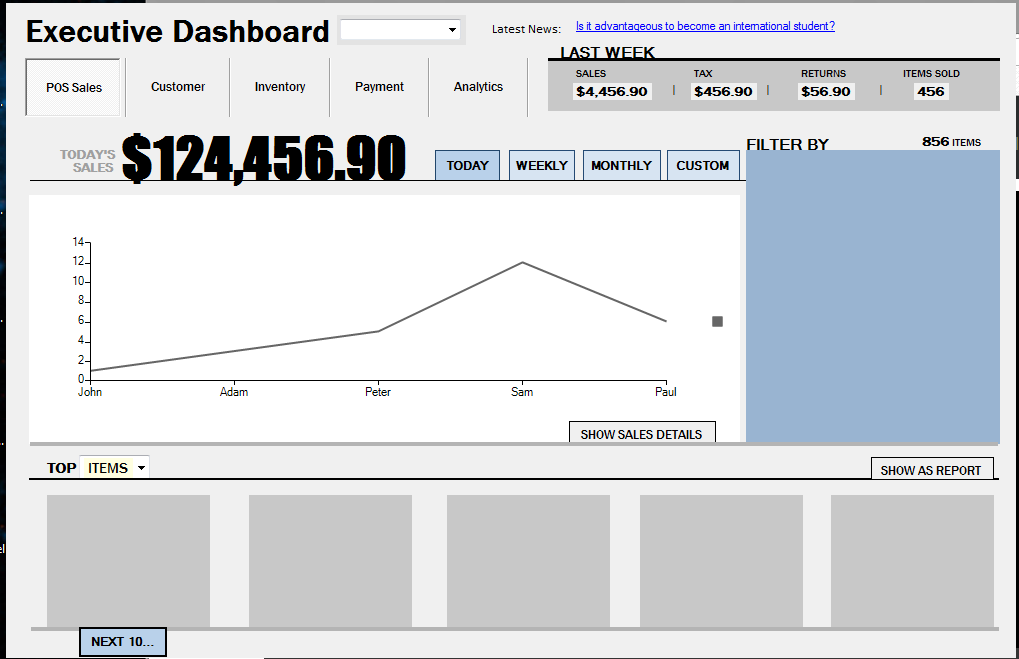 Executive Dashboard
Latest News: Is it advantageous to become an international student?
LAST WEEK
POS Sales Customer Inventory Payment Analytics
SALES TAX RETURNS ITEMS SOLD
$4,456.90 $456.90 $56.90 456
TODAY'S
SALES
$124,456.90
TODAY WEEKLY MONTHLY CUSTOM
FILTER BY 856 ITEMS
14
12
10
8
6
4
2
0
John Adam Peter Sam Paul
SHOW SALES DETAILS
TOP ITEMS
SHOW AS REPORT
NEXT 10...